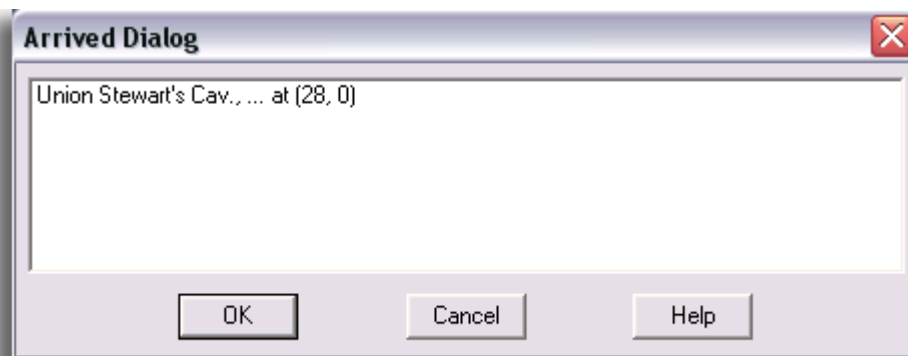 Arrived Dialog
Union Stewart's Cav., ... at (28, 0)
OK Cancel Help